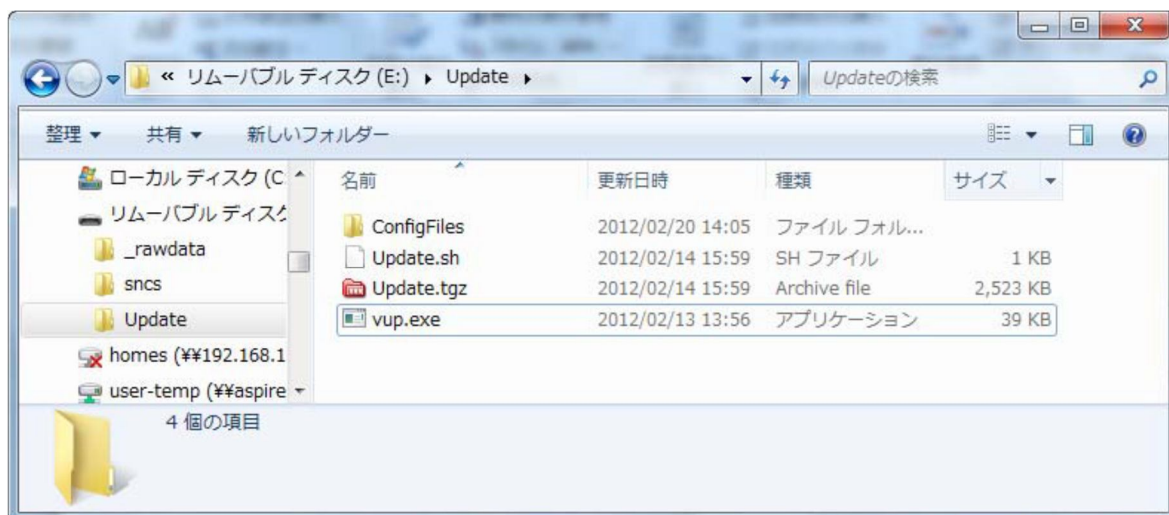 « リムーバブル ディスク (E:) ▸ Update ▸
Updateの検索
整理 ▼ 共有 ▼ 新しいフォルダー
ローカル ディスク (C
リムーバブル ディスク
_rawdata
sncs
Update
homes (¥¥192.168.1
user-temp (¥¥aspire
名前 更新日時 種類 サイズ
ConfigFiles 2012/02/20 14:05 ファイル フォル...
Update.sh 2012/02/14 15:59 SH ファイル 1 KB
Update.tgz 2012/02/14 15:59 Archive file 2,523 KB
vup.exe 2012/02/13 13:56 アプリケーション 39 KB
4 個の項目